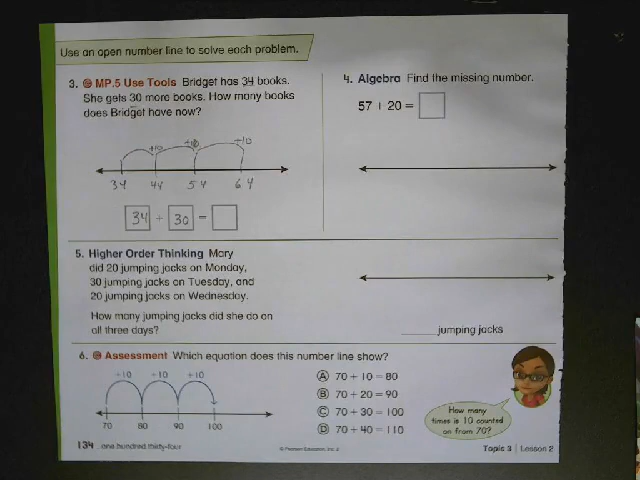 Use an open number line to solve each problem.
3. MP.5 Use Tools Bridget has 34 books.
She gets 30 more books. How many books
does Bridget have now?
+10 +10 +10
34 44 54 64
34 + 30 =
4. Algebra Find the missing number.
57 + 20 =
5. Higher Order Thinking Mary
did 20 jumping jacks on Monday,
30 jumping jacks on Tuesday, and
20 jumping jacks on Wednesday.
How many jumping jacks did she do on
all three days?
jumping jacks
6. Assessment Which equation does this number line show?
+10 +10 +10
70 80 90 100
A 70 + 10 = 80
B 70 + 20 = 90
C 70 + 30 = 100
D 70 + 40 = 110
How many
times is 10 counted
on from 70?
134 one hundred thirty-four
© Pearson Education, Inc. 2
Topic 3 | Lesson 2